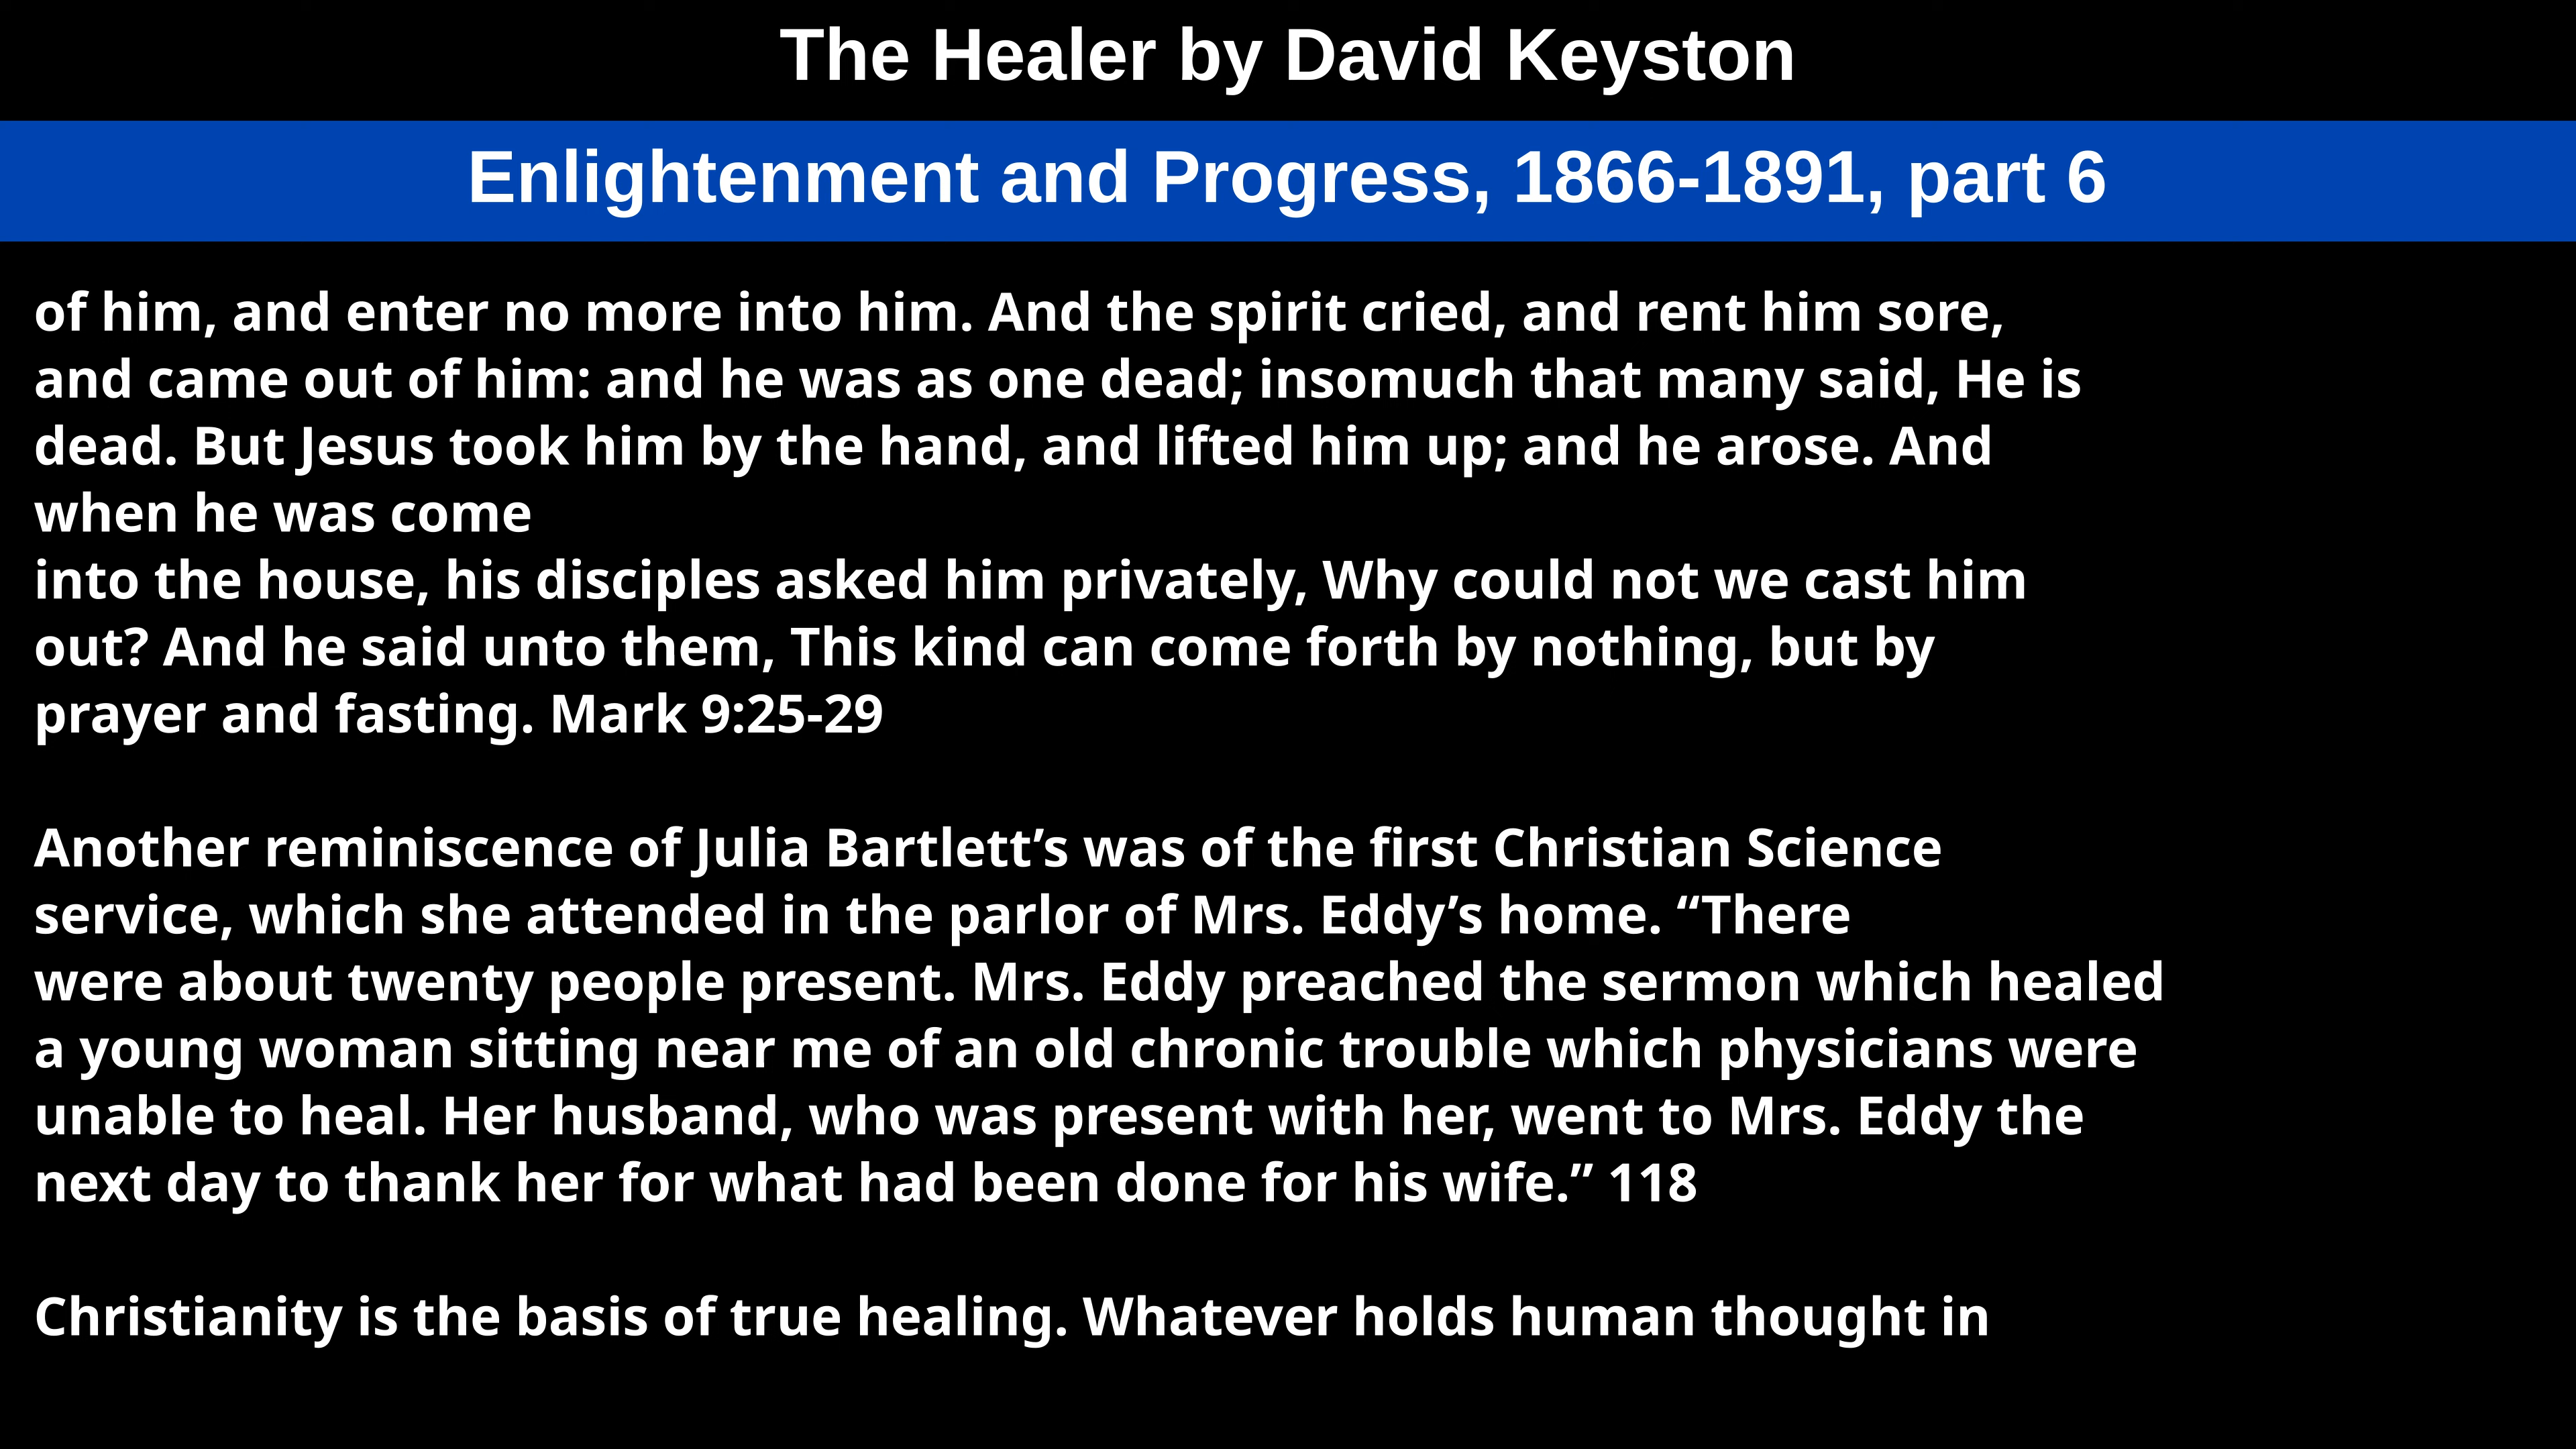 The Healer by David Keyston
Enlightenment and Progress, 1866-1891, part 6
of him, and enter no more into him. And the spirit cried, and rent him sore,
and came out of him: and he was as one dead; insomuch that many said, He is
dead. But Jesus took him by the hand, and lifted him up; and he arose. And
when he was come
into the house, his disciples asked him privately, Why could not we cast him
out? And he said unto them, This kind can come forth by nothing, but by
prayer and fasting. Mark 9:25-29
Another reminiscence of Julia Bartlett’s was of the first Christian Science
service, which she attended in the parlor of Mrs. Eddy’s home. “There
were about twenty people present. Mrs. Eddy preached the sermon which healed
a young woman sitting near me of an old chronic trouble which physicians were
unable to heal. Her husband, who was present with her, went to Mrs. Eddy the
next day to thank her for what had been done for his wife.” 118
Christianity is the basis of true healing. Whatever holds human thought in